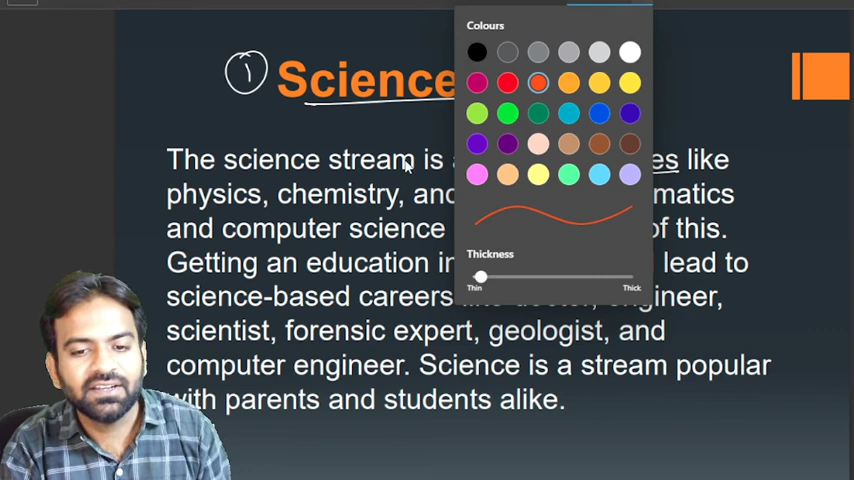 ① Science
Colours
The science stream is a es like
physics, chemistry, and matics
and computer science of this.
Getting an education in lead to
science-based careers like doctor, engineer,
Thickness
Thin Thick
scientist, forensic expert, geologist, and
computer engineer. Science is a stream popular
with parents and students alike.